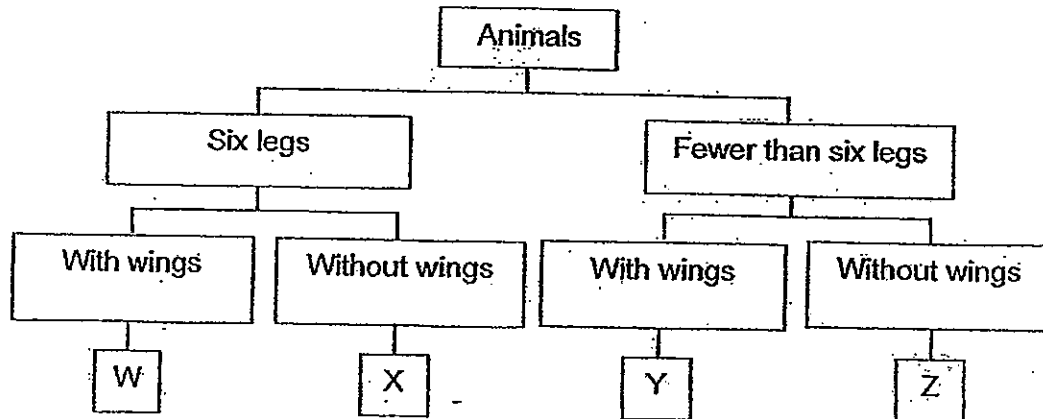 Animals
Six legs
Fewer than six legs
With wings
Without wings
With wings
Without wings
W
X
Y
Z